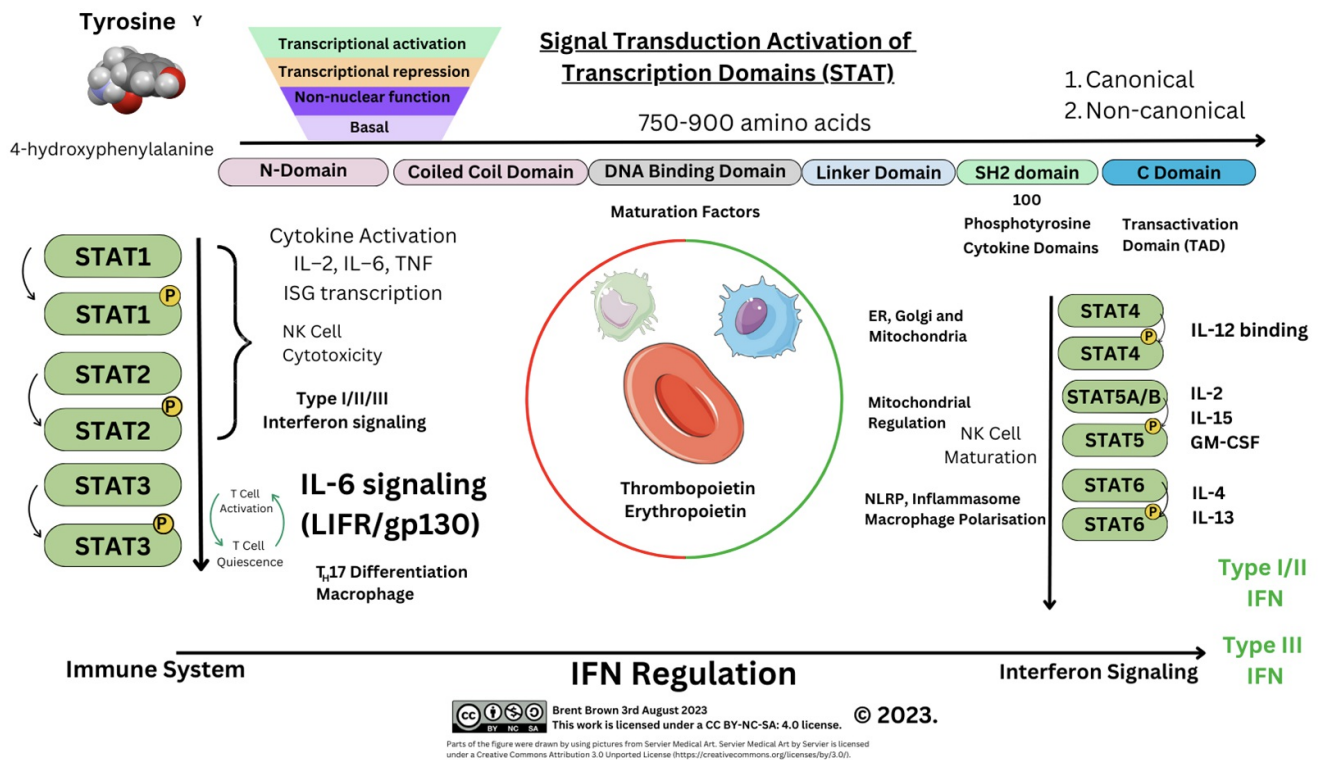 Tyrosine Y
4-hydroxyphenylalanine
Transcriptional activation
Transcriptional repression
Non-nuclear function
Basal
Signal Transduction Activation of
Transcription Domains (STAT)
750-900 amino acids
1. Canonical
2. Non-canonical
N-Domain
Coiled Coil Domain
DNA Binding Domain
Linker Domain
SH2 domain
C Domain
100
Phosphotyrosine
Cytokine Domains
Transactivation
Domain (TAD)
STAT1
P
STAT1
STAT2
P
STAT2
STAT3
P
STAT3
Cytokine Activation
IL-2, IL-6, TNF
ISG transcription
NK Cell
Cytotoxicity
Type I/II/III
Interferon signaling
T Cell
Activation
T Cell
Quiescence
IL-6 signaling
(LIFR/gp130)
TH17 Differentiation
Macrophage
Maturation Factors
Thrombopoietin
Erythropoietin
ER, Golgi and
Mitochondria
Mitochondrial
Regulation
NK Cell
Maturation
NLRP, Inflammasome
Macrophage Polarisation
STAT4
P
STAT4
IL-12 binding
STAT5A/B
P
STAT5
IL-2
IL-15
GM-CSF
STAT6
P
STAT6
IL-4
IL-13
Type I/II
IFN
Type III
IFN
Immune System
IFN Regulation
Interferon Signaling
cc BY NC SA
Brent Brown 3rd August 2023
This work is licensed under a CC BY-NC-SA: 4.0 license.
© 2023.
Parts of the figure were drawn by using pictures from Servier Medical Art. Servier Medical Art by Servier is licensed
under a Creative Commons Attribution 3.0 Unported License (https://creativecommons.org/licenses/by/3.0/).